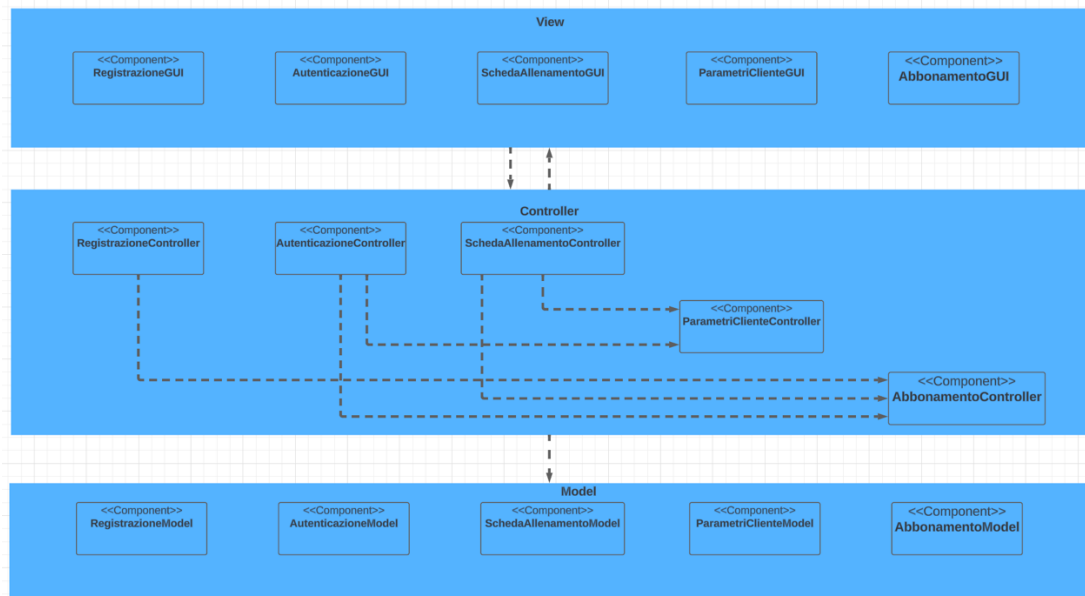 View
<<Component>>
RegistrazioneGUI
<<Component>>
AutenticazioneGUI
<<Component>>
SchedaAllenamentoGUI
<<Component>>
ParametriClienteGUI
<<Component>>
AbbonamentoGUI
Controller
<<Component>>
RegistrazioneController
<<Component>>
AutenticazioneController
<<Component>>
SchedaAllenamentoController
<<Component>>
ParametriClienteController
<<Component>>
AbbonamentoController
Model
<<Component>>
RegistrazioneModel
<<Component>>
AutenticazioneModel
<<Component>>
SchedaAllenamentoModel
<<Component>>
ParametriClienteModel
<<Component>>
AbbonamentoModel